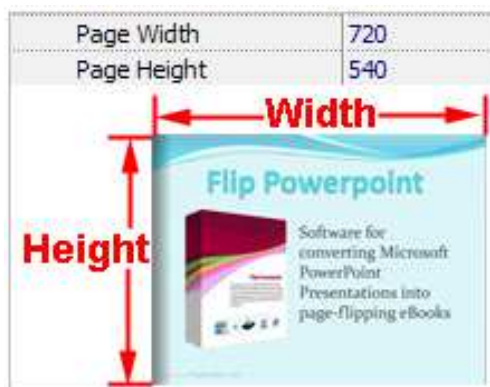 Page Width 720
Page Height 540
Width
Height
Flip Powerpoint
Software for
converting Microsoft
PowerPoint
Presentations into
page-flipping eBooks